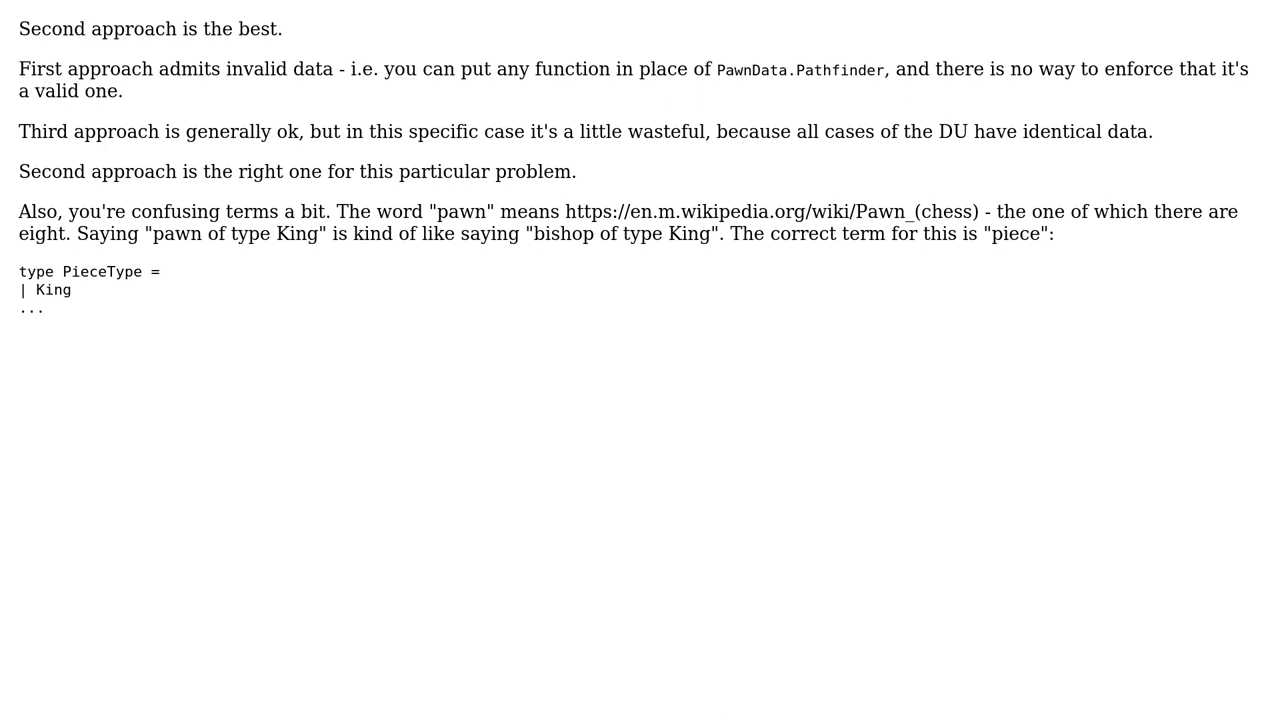 Second approach is the best.
First approach admits invalid data - i.e. you can put any function in place of PawnData.Pathfinder, and there is no way to enforce that it's
a valid one.
Third approach is generally ok, but in this specific case it's a little wasteful, because all cases of the DU have identical data.
Second approach is the right one for this particular problem.
Also, you're confusing terms a bit. The word "pawn" means https://en.m.wikipedia.org/wiki/Pawn_(chess) - the one of which there are
eight. Saying "pawn of type King" is kind of like saying "bishop of type King". The correct term for this is "piece":
type PieceType =
| King
...